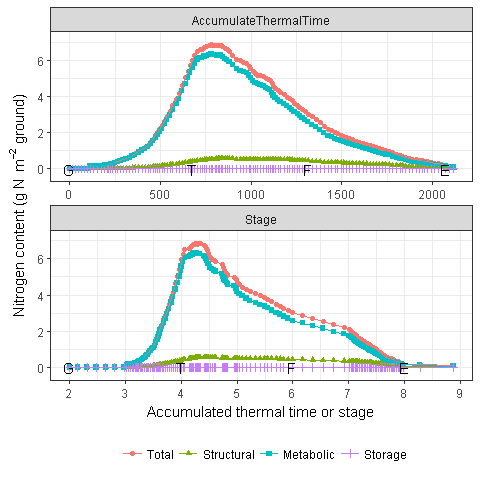 AccumulateThermalTime
6
4
2
0
O T F E
0 500 1000 1500 2000
Stage
6
4
2
0
O T F E
2 3 4 5 6 7 8 9
Nitrogen content (g N m−2 ground)
Accumulated thermal time or stage
Total Structural Metabolic Storage